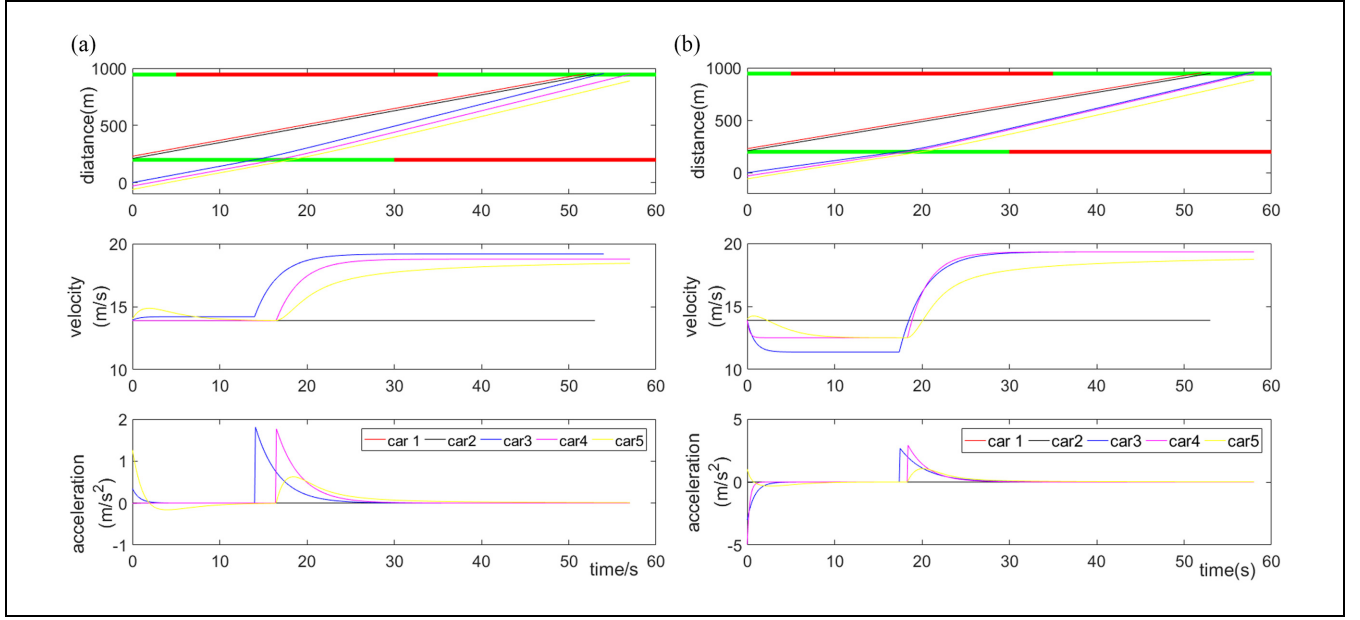 (a)
1000
500
0
diatance(m)
0 10 20 30 40 50 60
20
15
10
velocity
(m/s)
0 10 20 30 40 50 60
2
1
0
-1
acceleration
(m/s²)
car 1 car2 car3 car4 car5
0 10 20 30 40 50 60
time/s
(b)
1000
500
0
distance(m)
0 10 20 30 40 50 60
20
15
10
velocity
(m/s)
0 10 20 30 40 50 60
5
0
-5
acceleration
(m/s²)
car 1 car2 car3 car4 car5
0 10 20 30 40 50 60
time(s)